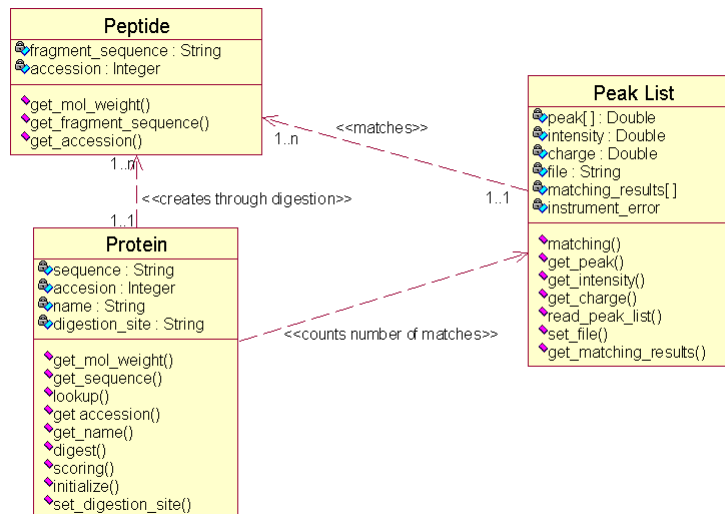 Peptide
fragment_sequence : String
accession : Integer
get_mol_weight()
get_fragment_sequence()
get_accession()
1..n
<<matches>>
1..n
1..1
<<creates through digestion>>
1..1
Peak List
peak[ ] : Double
intensity : Double
charge : Double
file : String
matching_results[ ]
instrument_error
matching()
get_peak()
get_intensity()
get_charge()
read_peak_list()
set_file()
get_matching_results()
Protein
sequence : String
accesion : Integer
name : String
digestion_site : String
get_mol_weight()
get_sequence()
lookup()
get accession()
get_name()
digest()
scoring()
initialize()
set_digestion_site()
<<counts number of matches>>